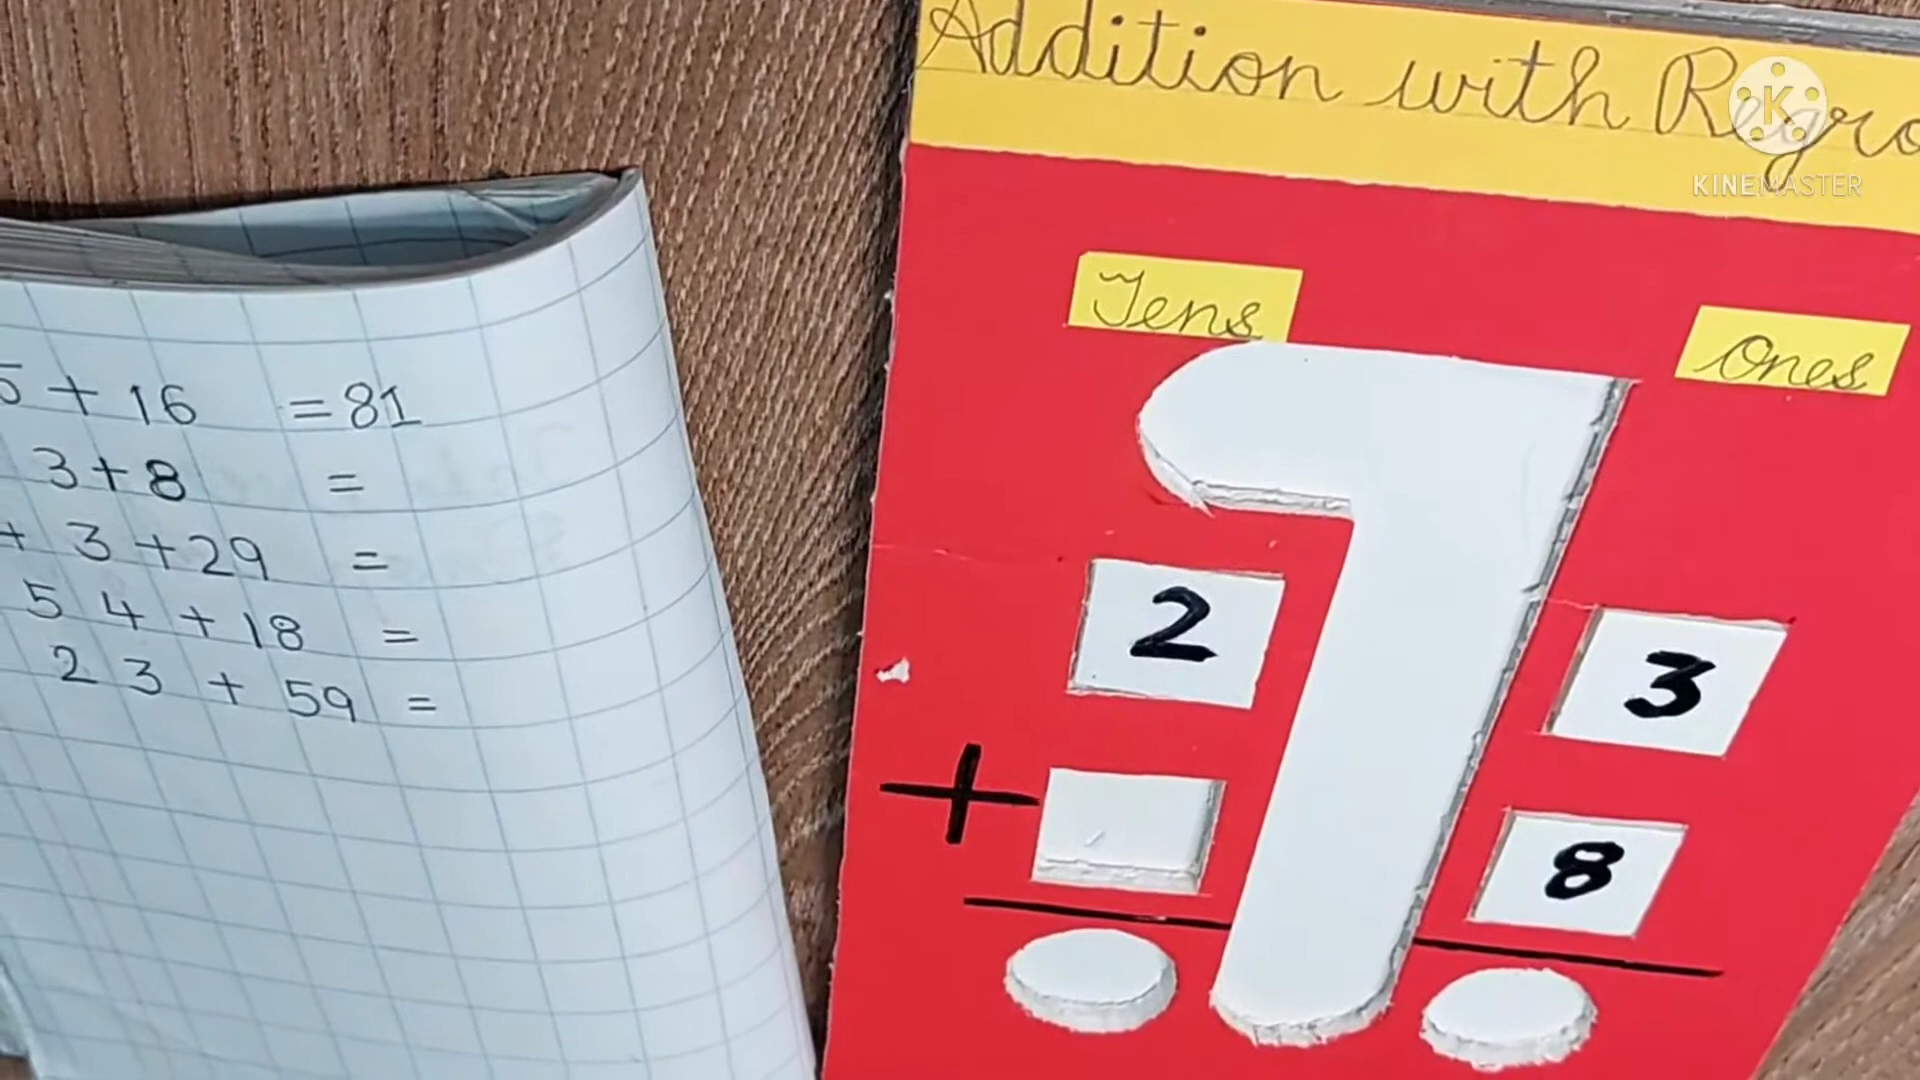 5 + 16 = 81
3 + 8 =
+ 3 + 29 =
5 4 + 18 =
2 3 + 59 =
Addition with Regro
KINEMASTER
Tens
Ones
2
3
+
8